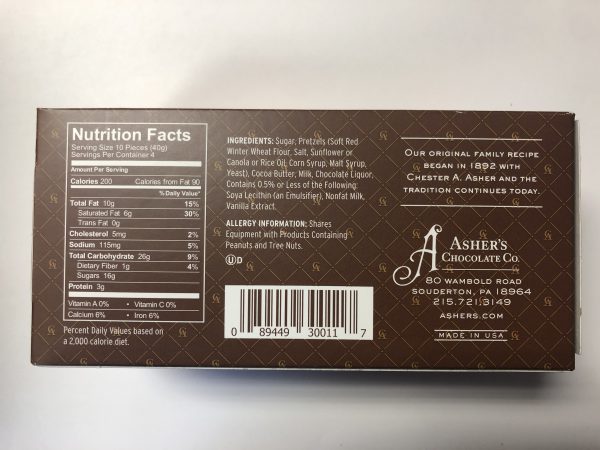 Nutrition Facts
Serving Size 10 Pieces (40g)
Servings Per Container 4
Amount Per Serving
Calories 200 Calories from Fat 90
% Daily Value*
Total Fat 10g 15%
Saturated Fat 6g 30%
Trans Fat 0g
Cholesterol 5mg 2%
Sodium 115mg 5%
Total Carbohydrate 26g 9%
Dietary Fiber 1g 4%
Sugars 16g
Protein 3g
Vitamin A 0% • Vitamin C 0%
Calcium 6% • Iron 6%
Percent Daily Values based on
a 2,000 calorie diet.
INGREDIENTS: Sugar, Pretzels (Soft Red
Winter Wheat Flour, Salt, Sunflower or
Canola or Rice Oil, Corn Syrup, Malt Syrup,
Yeast), Cocoa Butter, Milk, Chocolate Liquor,
Contains 0.5% or Less of the Following:
Soya Lecithin (an Emulsifier), Nonfat Milk,
Vanilla Extract.
ALLERGY INFORMATION: Shares
Equipment with Products Containing
Peanuts and Tree Nuts.
UD
0 89449 30011 7
OUR ORIGINAL FAMILY RECIPE
BEGAN IN 1892 WITH
CHESTER A. ASHER AND THE
TRADITION CONTINUES TODAY.
A
ASHER'S
CHOCOLATE CO.
80 WAMBOLD ROAD
SOUDERTON, PA 18964
215.721.3149
ASHERS.COM
MADE IN USA